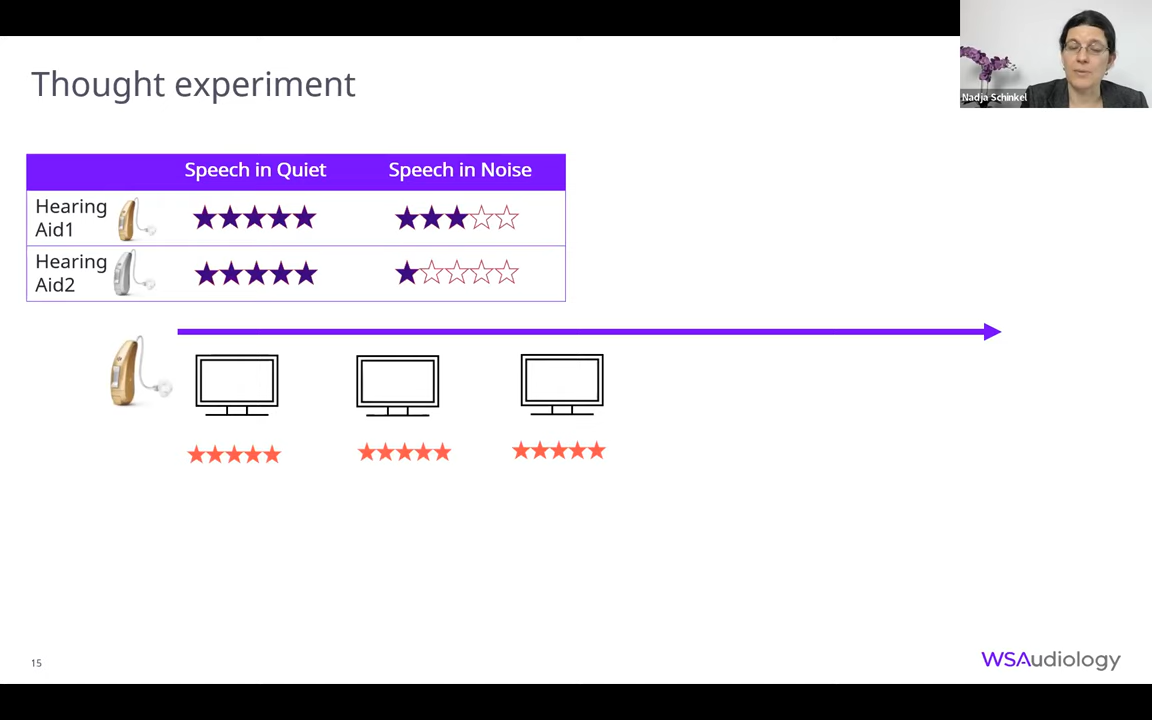 Nadja Schinkel
Thought experiment
Speech in Quiet Speech in Noise
Hearing
Aid1
Hearing
Aid2
15
WSAudiology